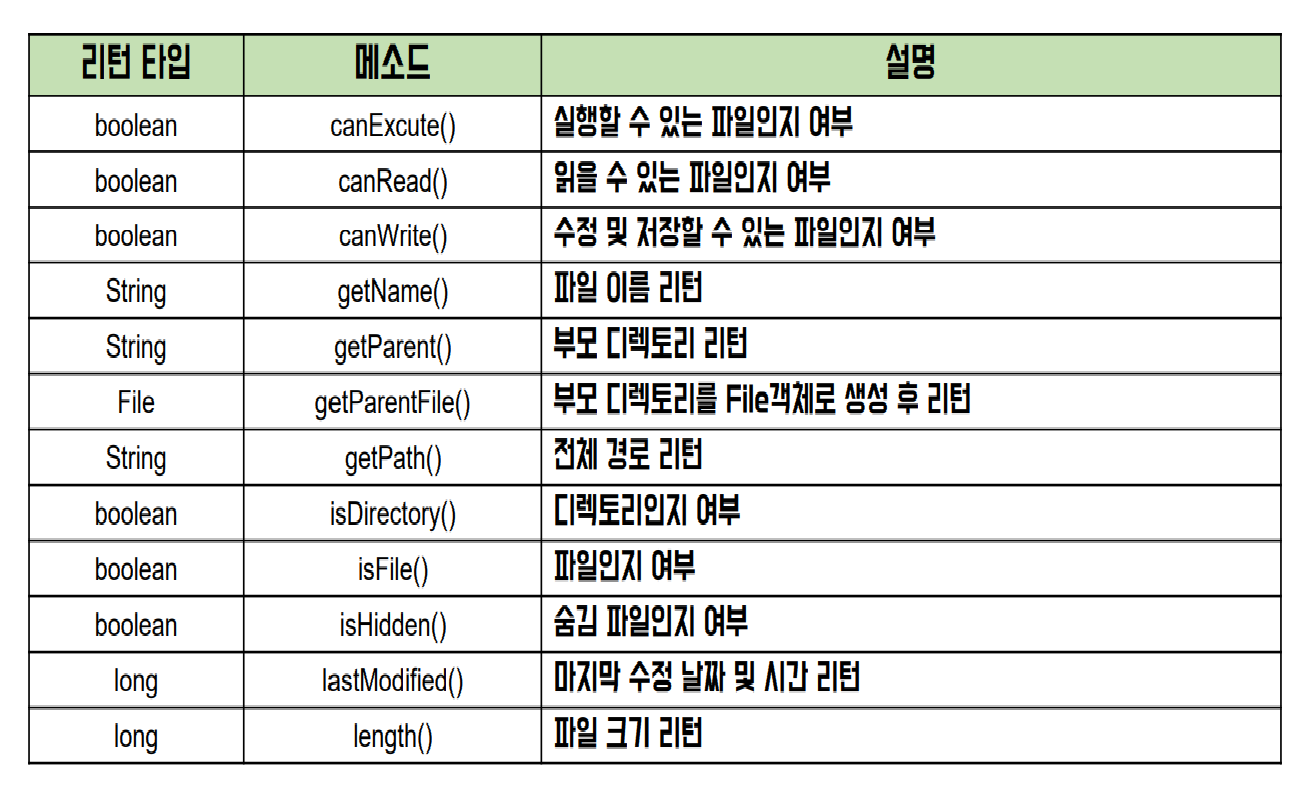 리턴 타입 메소드 설명
boolean canExcute() 실행할 수 있는 파일인지 여부
boolean canRead() 읽을 수 있는 파일인지 여부
boolean canWrite() 수정 및 저장할 수 있는 파일인지 여부
String getName() 파일 이름 리턴
String getParent() 부모 디렉토리 리턴
File getParentFile() 부모 디렉토리를 File객체로 생성 후 리턴
String getPath() 전체 경로 리턴
boolean isDirectory() 디렉토리인지 여부
boolean isFile() 파일인지 여부
boolean isHidden() 숨김 파일인지 여부
long lastModified() 마지막 수정 날짜 및 시간 리턴
long length() 파일 크기 리턴